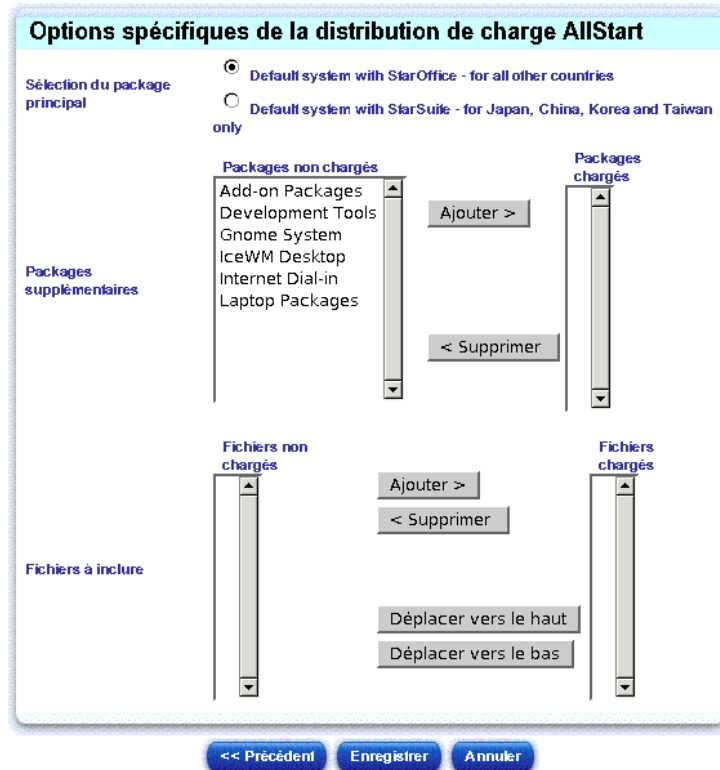 Options spécifiques de la distribution de charge AllStart
Sélection du package
principal
Default system with StarOffice - for all other countries
Default system with StarSuite - for Japan, China, Korea and Taiwan
only
Packages
supplémentaires
Packages non chargés
Add-on Packages
Development Tools
Gnome System
IceWM Desktop
Internet Dial-in
Laptop Packages
Ajouter >
< Supprimer
Packages
chargés
Fichiers à inclure
Fichiers non
chargés
Ajouter >
< Supprimer
Déplacer vers le haut
Déplacer vers le bas
Fichiers
chargés
<< Précédent
Enregistrer
Annuler